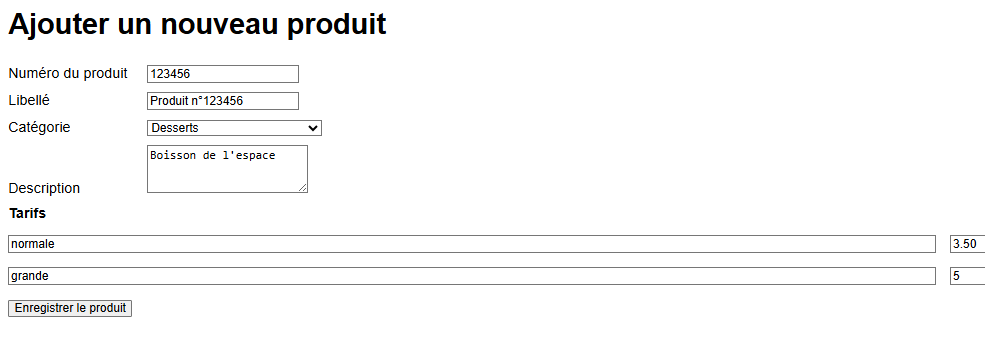 Ajouter un nouveau produit
Numéro du produit 123456
Libellé Produit n°123456
Catégorie Desserts
Boisson de l'espace
Description
Tarifs
normale 3.50
grande 5
Enregistrer le produit